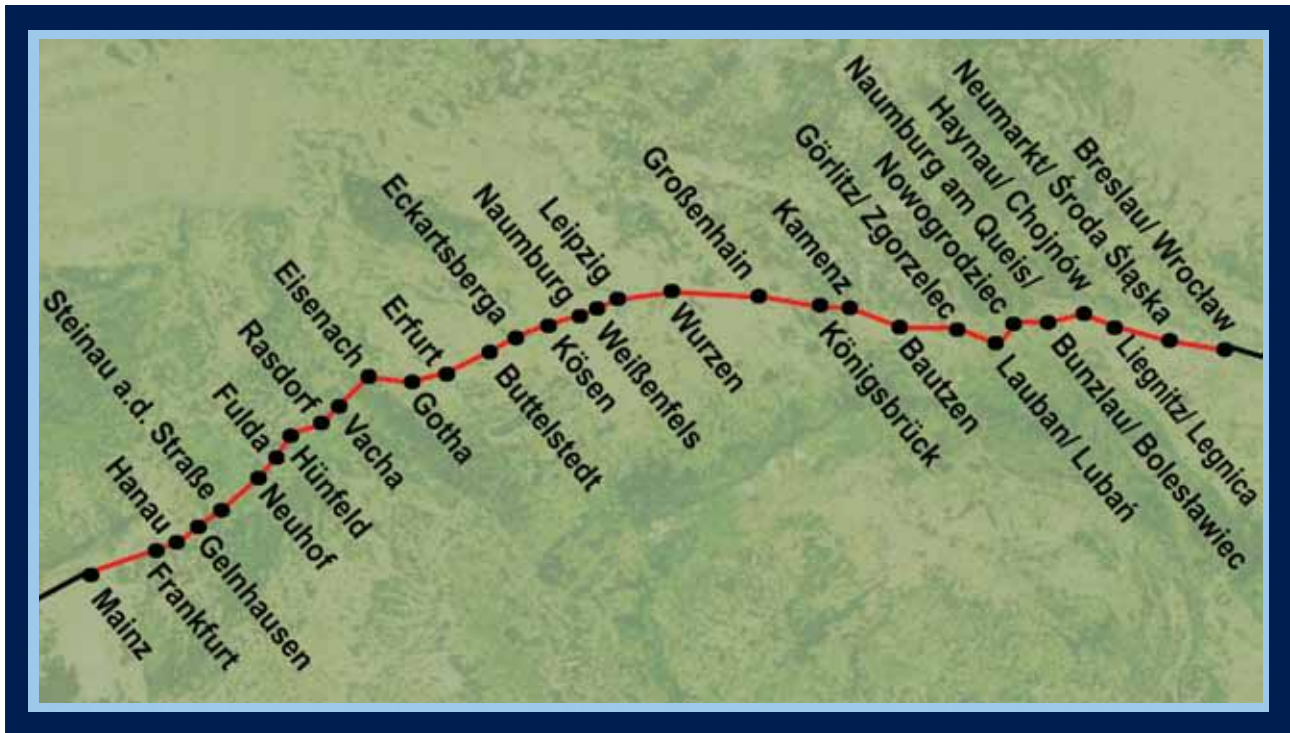 Mainz
Frankfurt
Hanau
Gelnhausen
Steinau a.d. Straße
Neuhof
Fulda
Hünfeld
Rasdorf
Vacha
Eisenach
Gotha
Erfurt
Buttelstedt
Eckartsberga
Kösen
Naumburg
Weißenfels
Leipzig
Wurzen
Großenhain
Königsbrück
Kamenz
Bautzen
Görlitz/ Zgorzelec
Lauban/ Lubań
Naumburg am Queis/
Nowogrodziec
Bunzlau/ Bolesławiec
Haynau/ Chojnów
Liegnitz/ Legnica
Neumarkt/ Środa Śląska
Breslau/ Wrocław